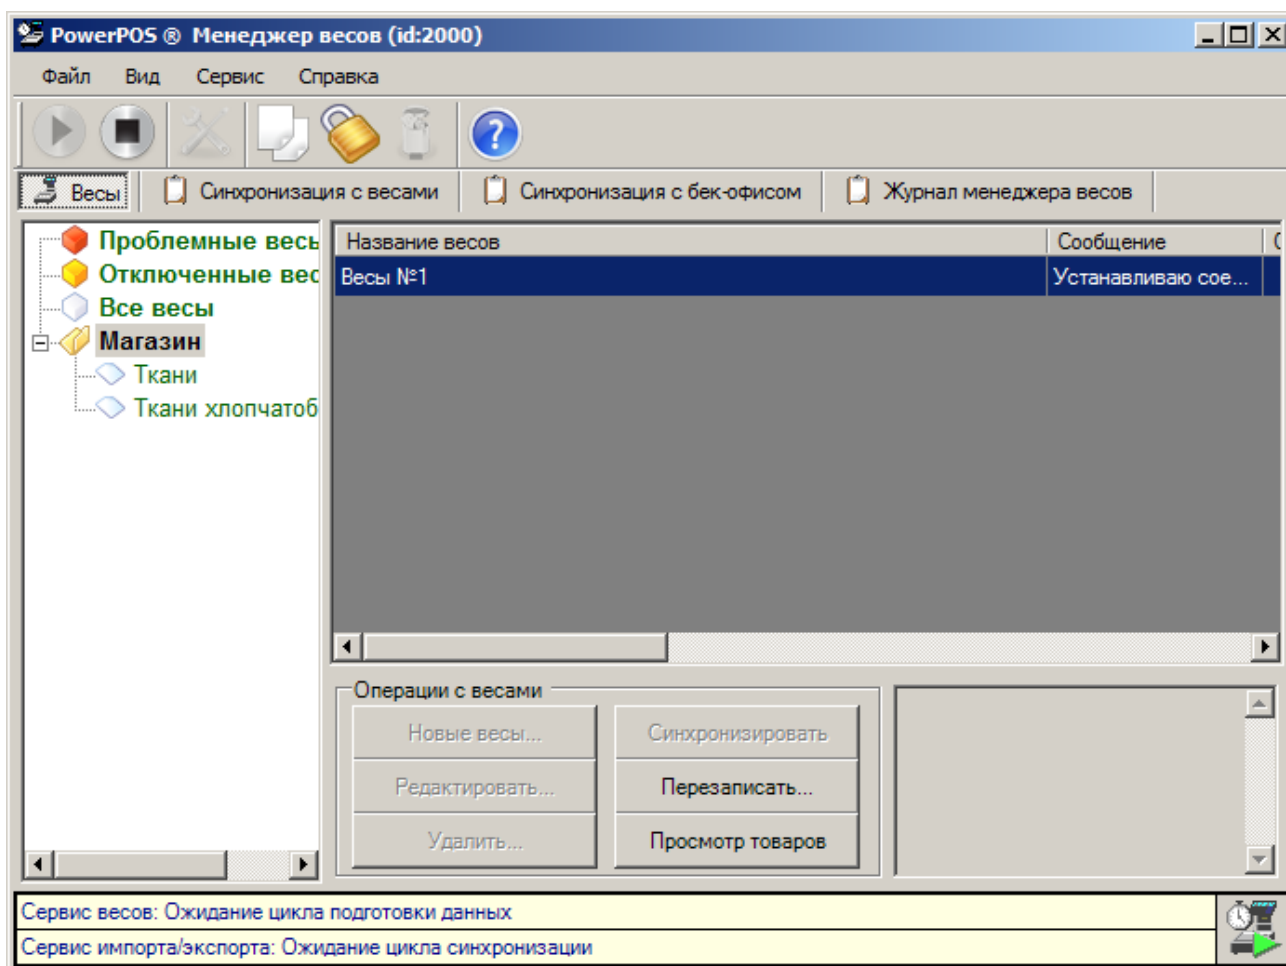 PowerPOS ® Менеджер весов (id:2000)
Файл Вид Сервис Справка
Весы Синхронизация с весами Синхронизация с бек-офисом Журнал менеджера весов
Проблемные весы
Отключенные вес
Все весы
Магазин
Ткани
Ткани хлопчатоб
Название весов Сообщение
Весы №1 Устанавливаю сое...
Операции с весами
Новые весы... Синхронизировать
Редактировать... Перезаписать...
Удалить... Просмотр товаров
Сервис весов: Ожидание цикла подготовки данных
Сервис импорта/экспорта: Ожидание цикла синхронизации